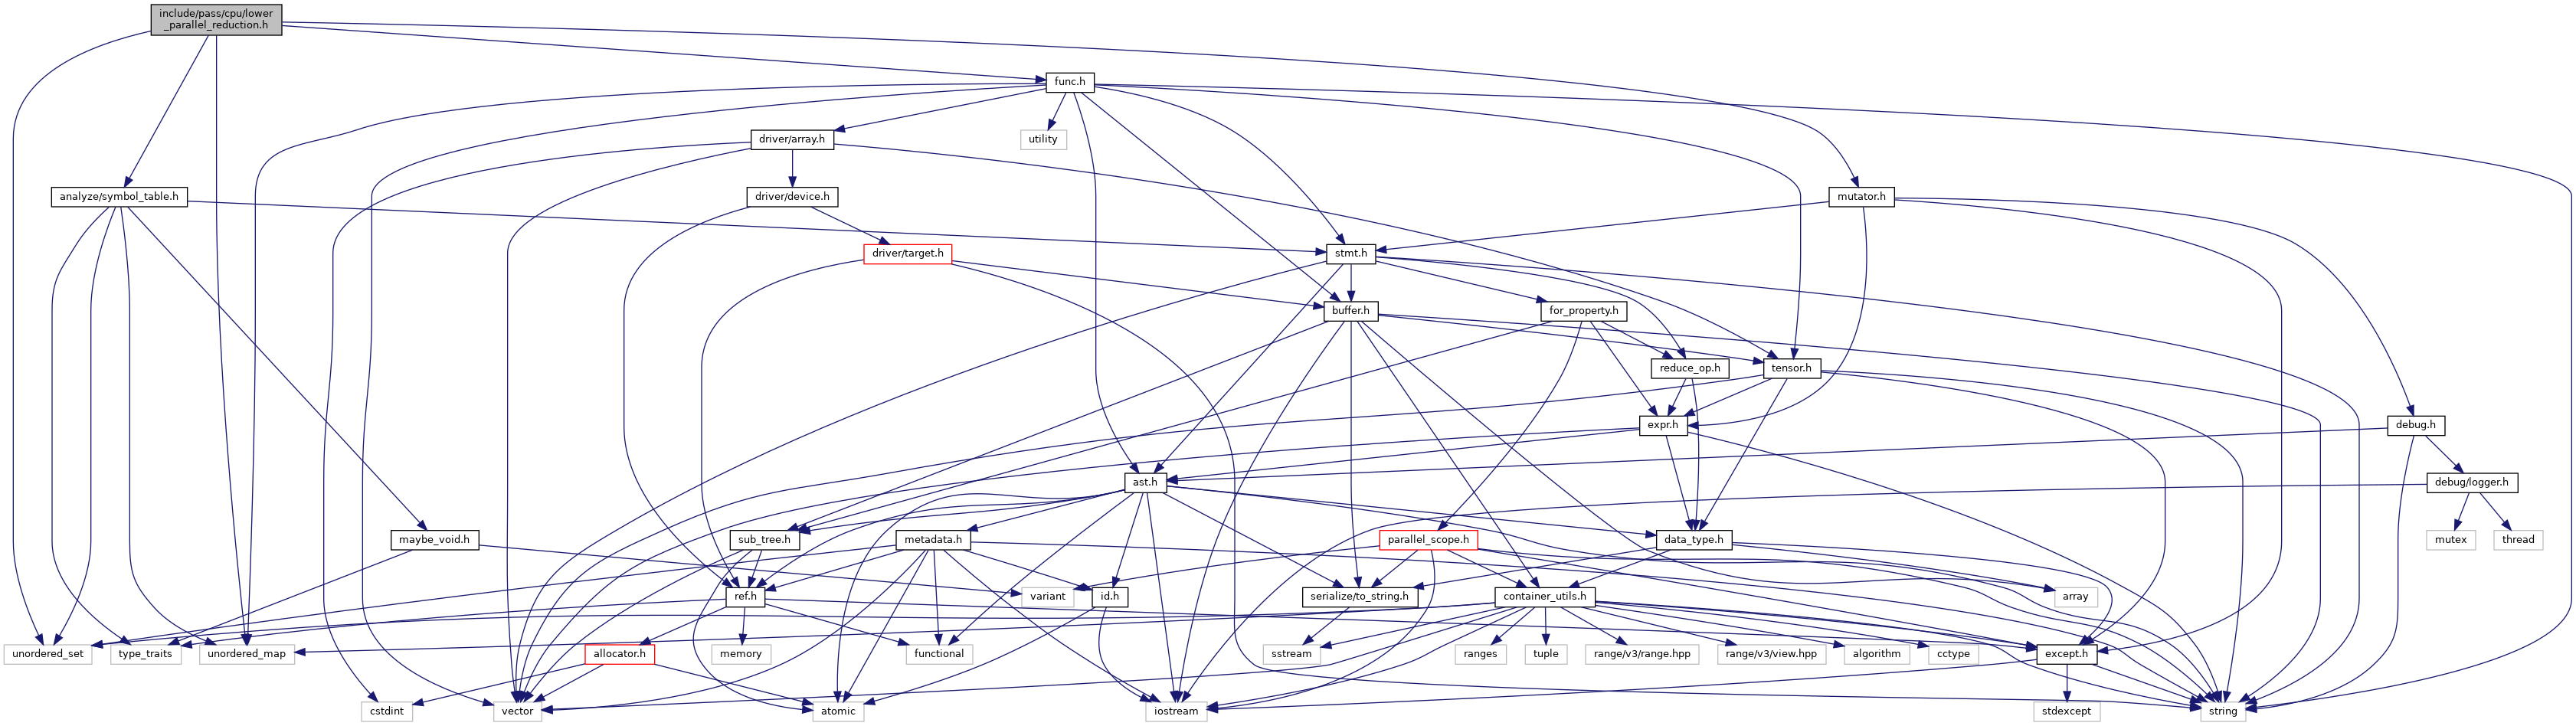 include/pass/cpu/lower
_parallel_reduction.h
func.h
driver/array.h
utility
analyze/symbol_table.h
driver/device.h
mutator.h
driver/target.h
stmt.h
buffer.h
for_property.h
reduce_op.h
tensor.h
expr.h
debug.h
ast.h
debug/logger.h
maybe_void.h
sub_tree.h
metadata.h
parallel_scope.h
data_type.h
mutex
thread
ref.h
variant
id.h
serialize/to_string.h
container_utils.h
array
unordered_set
type_traits
unordered_map
allocator.h
memory
functional
sstream
ranges
tuple
range/v3/range.hpp
range/v3/view.hpp
algorithm
cctype
except.h
cstdint
vector
atomic
iostream
stdexcept
string